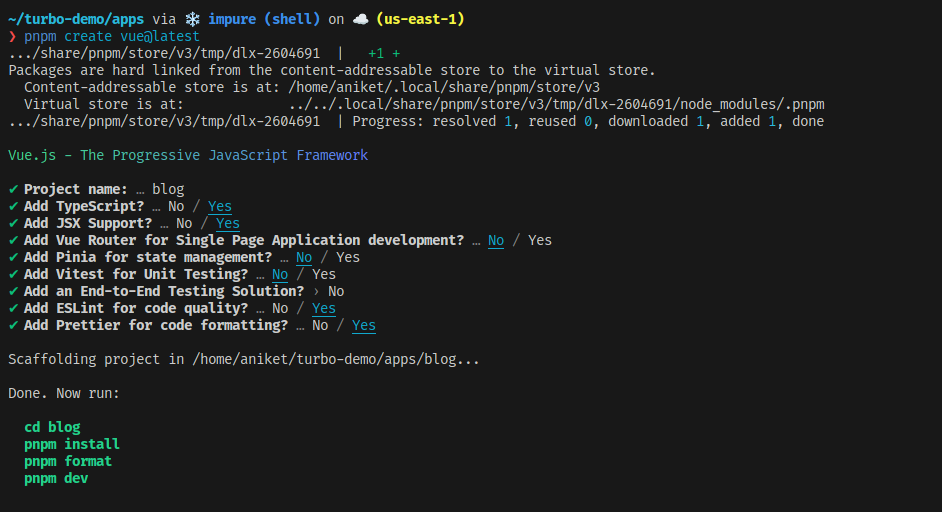 ~/turbo-demo/apps via ❄️ impure (shell) on ☁️ (us-east-1)
❯ pnpm create vue@latest
.../share/pnpm/store/v3/tmp/dlx-2604691  |   +1 +
Packages are hard linked from the content-addressable store to the virtual store.
  Content-addressable store is at: /home/aniket/.local/share/pnpm/store/v3
  Virtual store is at:             ../../.local/share/pnpm/store/v3/tmp/dlx-2604691/node_modules/.pnpm
.../share/pnpm/store/v3/tmp/dlx-2604691  | Progress: resolved 1, reused 0, downloaded 1, added 1, done
Vue.js - The Progressive JavaScript Framework
✔ Project name: … blog
✔ Add TypeScript? … No / Yes
✔ Add JSX Support? … No / Yes
✔ Add Vue Router for Single Page Application development? … No / Yes
✔ Add Pinia for state management? … No / Yes
✔ Add Vitest for Unit Testing? … No / Yes
✔ Add an End-to-End Testing Solution? › No
✔ Add ESLint for code quality? … No / Yes
✔ Add Prettier for code formatting? … No / Yes
Scaffolding project in /home/aniket/turbo-demo/apps/blog...
Done. Now run:
  cd blog
  pnpm install
  pnpm format
  pnpm dev